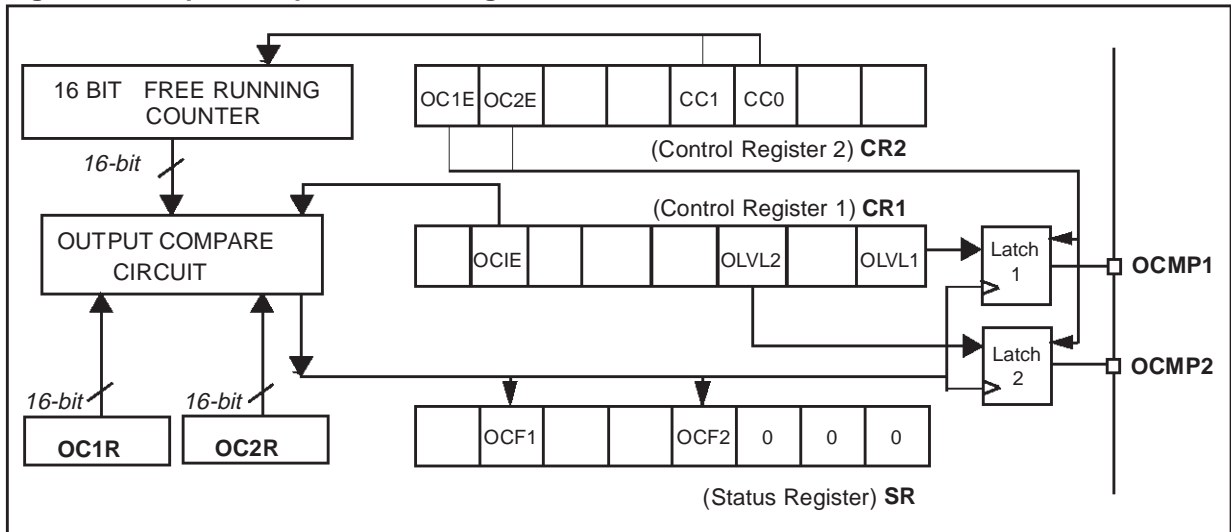 16 BIT FREE RUNNING
COUNTER
OC1E OC2E CC1 CC0
(Control Register 2) CR2
16-bit
(Control Register 1) CR1
OUTPUT COMPARE
CIRCUIT
OCIE OLVL2 OLVL1
Latch
1
OCMP1
Latch
2
OCMP2
16-bit 16-bit
OC1R OC2R
OCF1 OCF2 0 0 0
(Status Register) SR